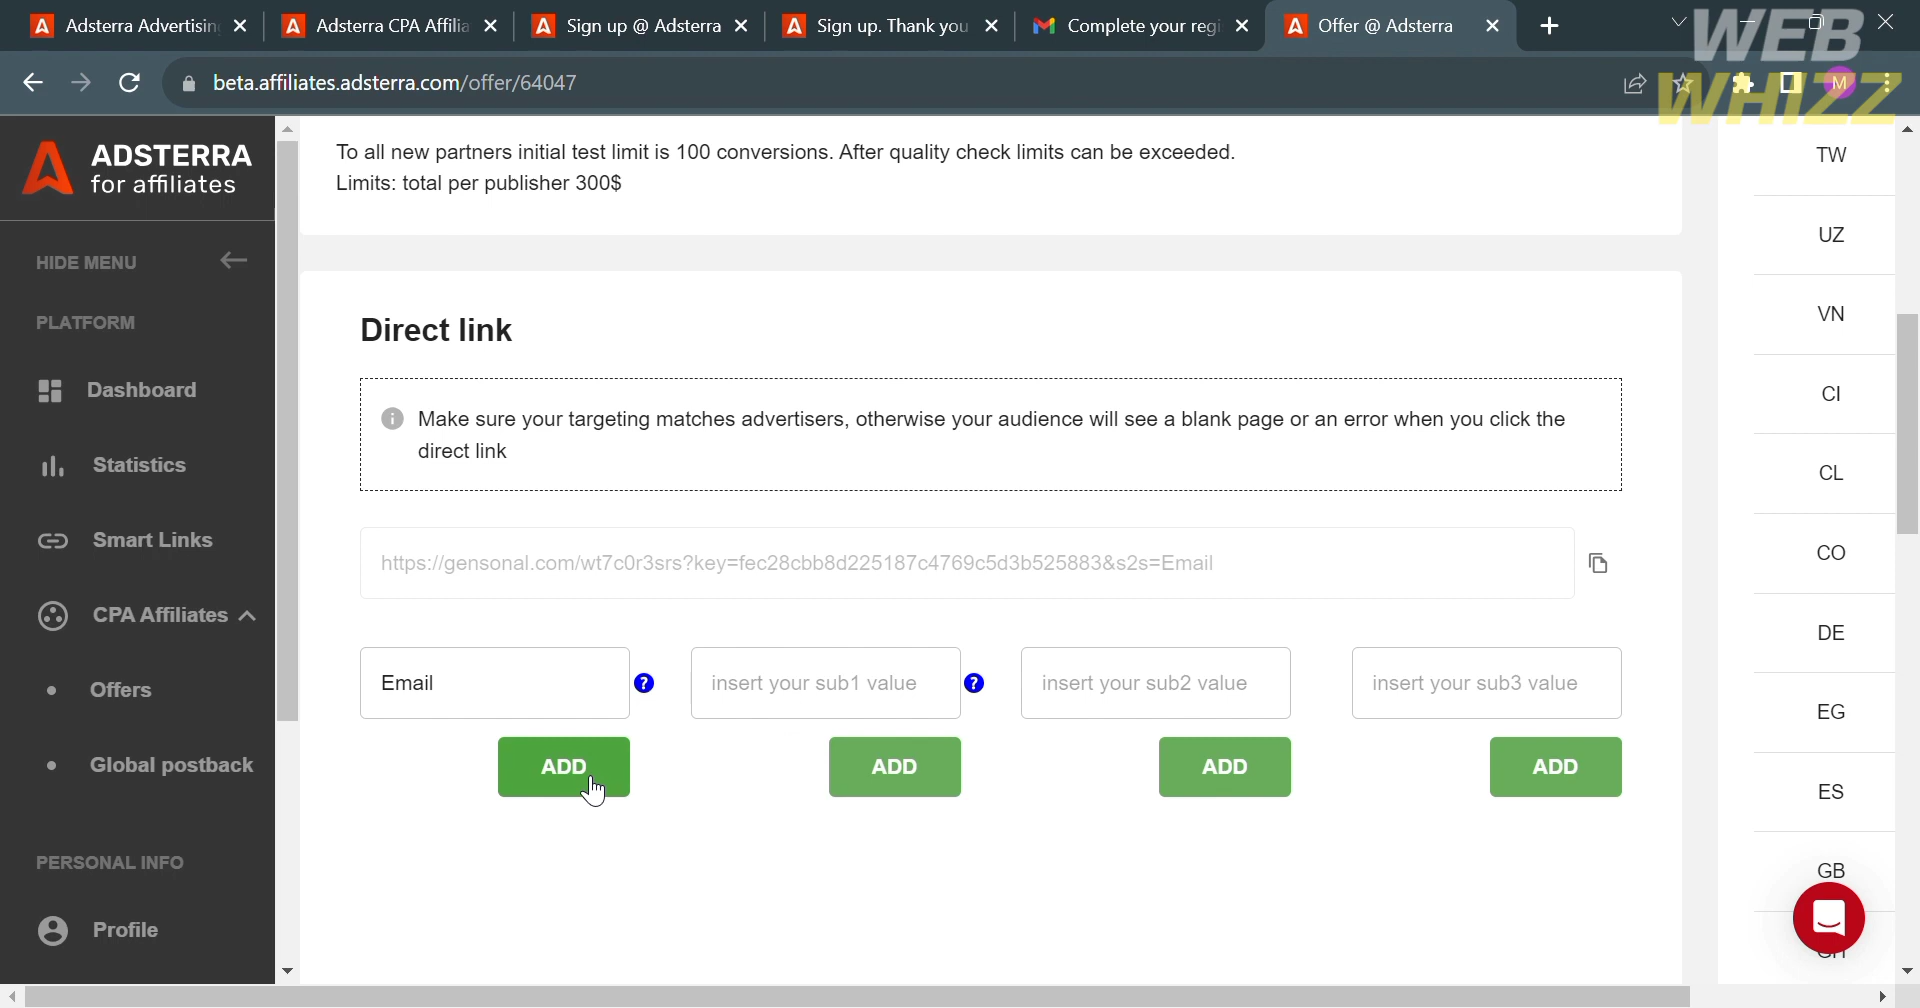 Adsterra Advertising
Adsterra CPA Affilia
Sign up @ Adsterra
Sign up. Thank you
Complete your regi
Offer @ Adsterra
WEB
WHIZZ
beta.affiliates.adsterra.com/offer/64047
M
ADSTERRA
for affiliates
HIDE MENU
PLATFORM
Dashboard
Statistics
Smart Links
CPA Affiliates
Offers
Global postback
PERSONAL INFO
Profile
To all new partners initial test limit is 100 conversions. After quality check limits can be exceeded.
Limits: total per publisher 300$
Direct link
Make sure your targeting matches advertisers, otherwise your audience will see a blank page or an error when you click the
direct link
https://gensonal.com/wt7c0r3srs?key=fec28cbb8d225187c4769c5d3b525883&s2s=Email
Email
insert your sub1 value
insert your sub2 value
insert your sub3 value
ADD
ADD
ADD
ADD
TW
UZ
VN
CI
CL
CO
DE
EG
ES
GB